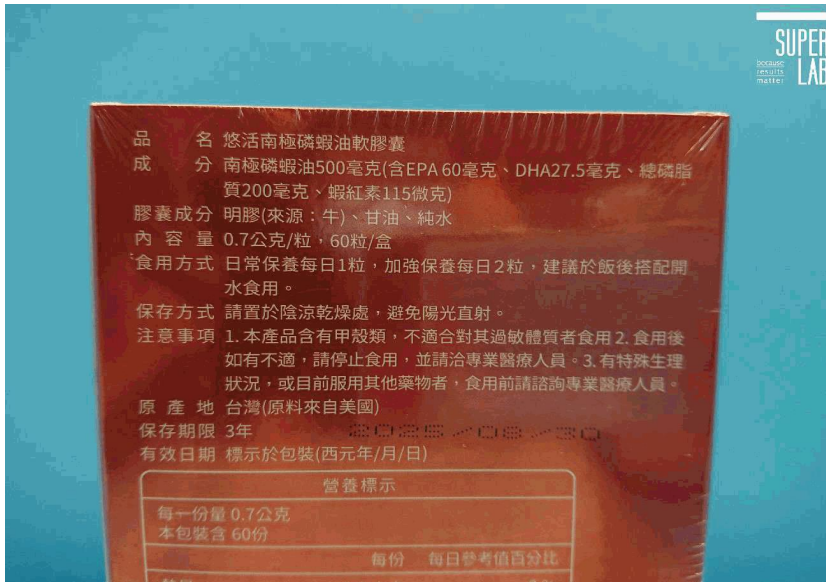 SUPER
LAB
because
results
matter
品名 悠活南極磷蝦油軟膠囊
成分 南極磷蝦油500毫克(含EPA 60毫克、DHA27.5毫克、總磷脂
質200毫克、蝦紅素115微克)
膠囊成分 明膠(來源：牛)、甘油、純水
內容量 0.7公克/粒，60粒/盒
食用方式 日常保養每日1粒，加強保養每日2粒，建議於飯後搭配開
水食用。
保存方式 請置於陰涼乾燥處，避免陽光直射。
注意事項 1. 本產品含有甲殼類，不適合對其過敏體質者食用 2. 食用後
如有不適，請停止食用，並請洽專業醫療人員。3. 有特殊生理
狀況，或目前服用其他藥物者，食用前請諮詢專業醫療人員。
原產地 台灣(原料來自美國)
保存期限 3年
2025/08/30
有效日期 標示於包裝(西元年/月/日)
營養標示
每一份量 0.7公克
本包裝含 60份
每份 每日參考值百分比